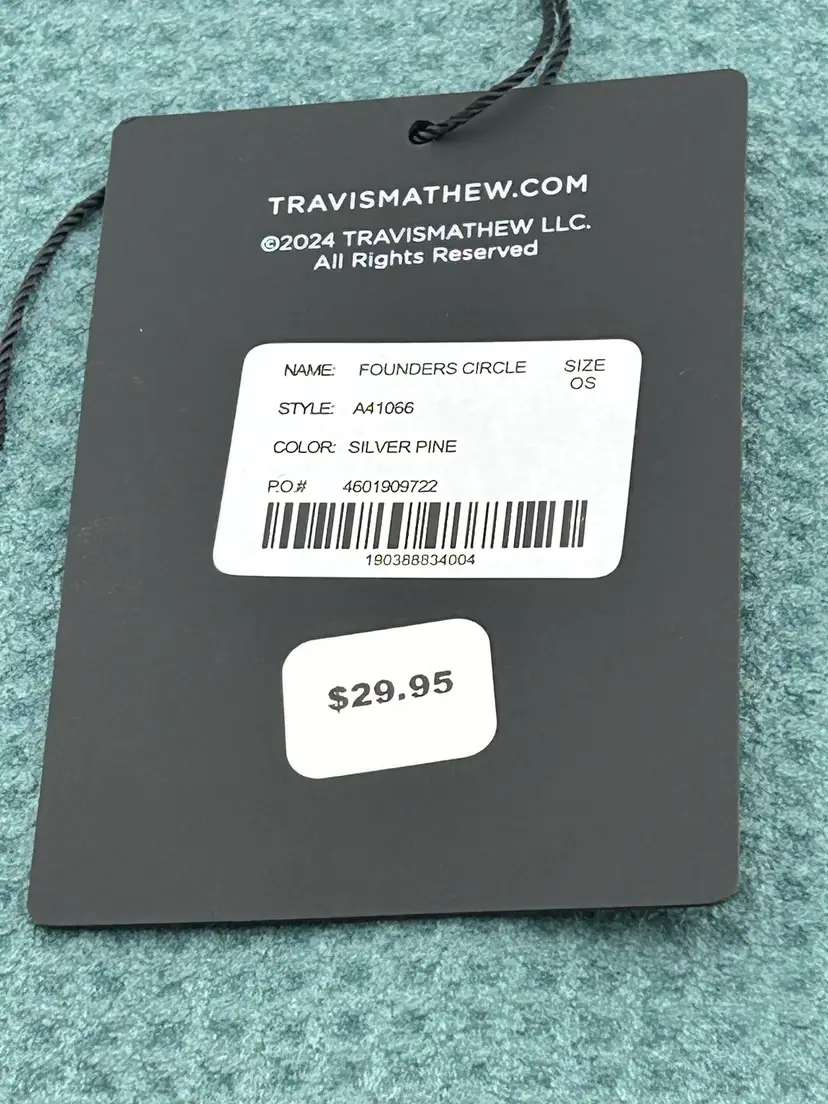 TRAVISMATHEW.COM
©2024 TRAVISMATHEW LLC.
All Rights Reserved
NAME: FOUNDERS CIRCLE SIZE
OS
STYLE: A41066
COLOR: SILVER PINE
P.O.# 4601909722
190388834004
$29.95